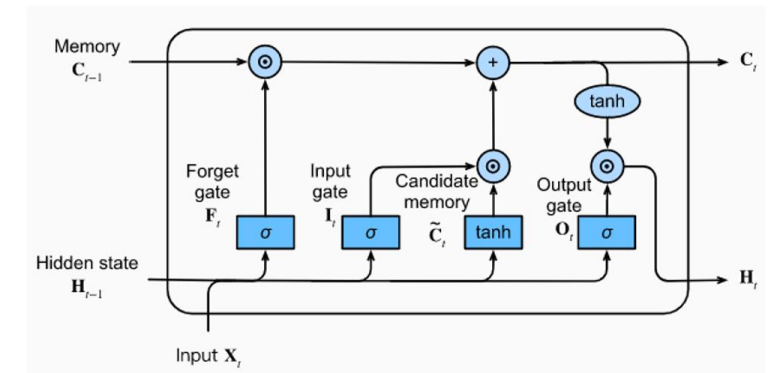 Memory
C_{t-1}
C_t
tanh
Forget
gate
F_t
Input
gate
I_t
Candidate
memory
C̃_t
Output
gate
O_t
σ
σ
tanh
σ
Hidden state
H_{t-1}
H_t
Input X_t